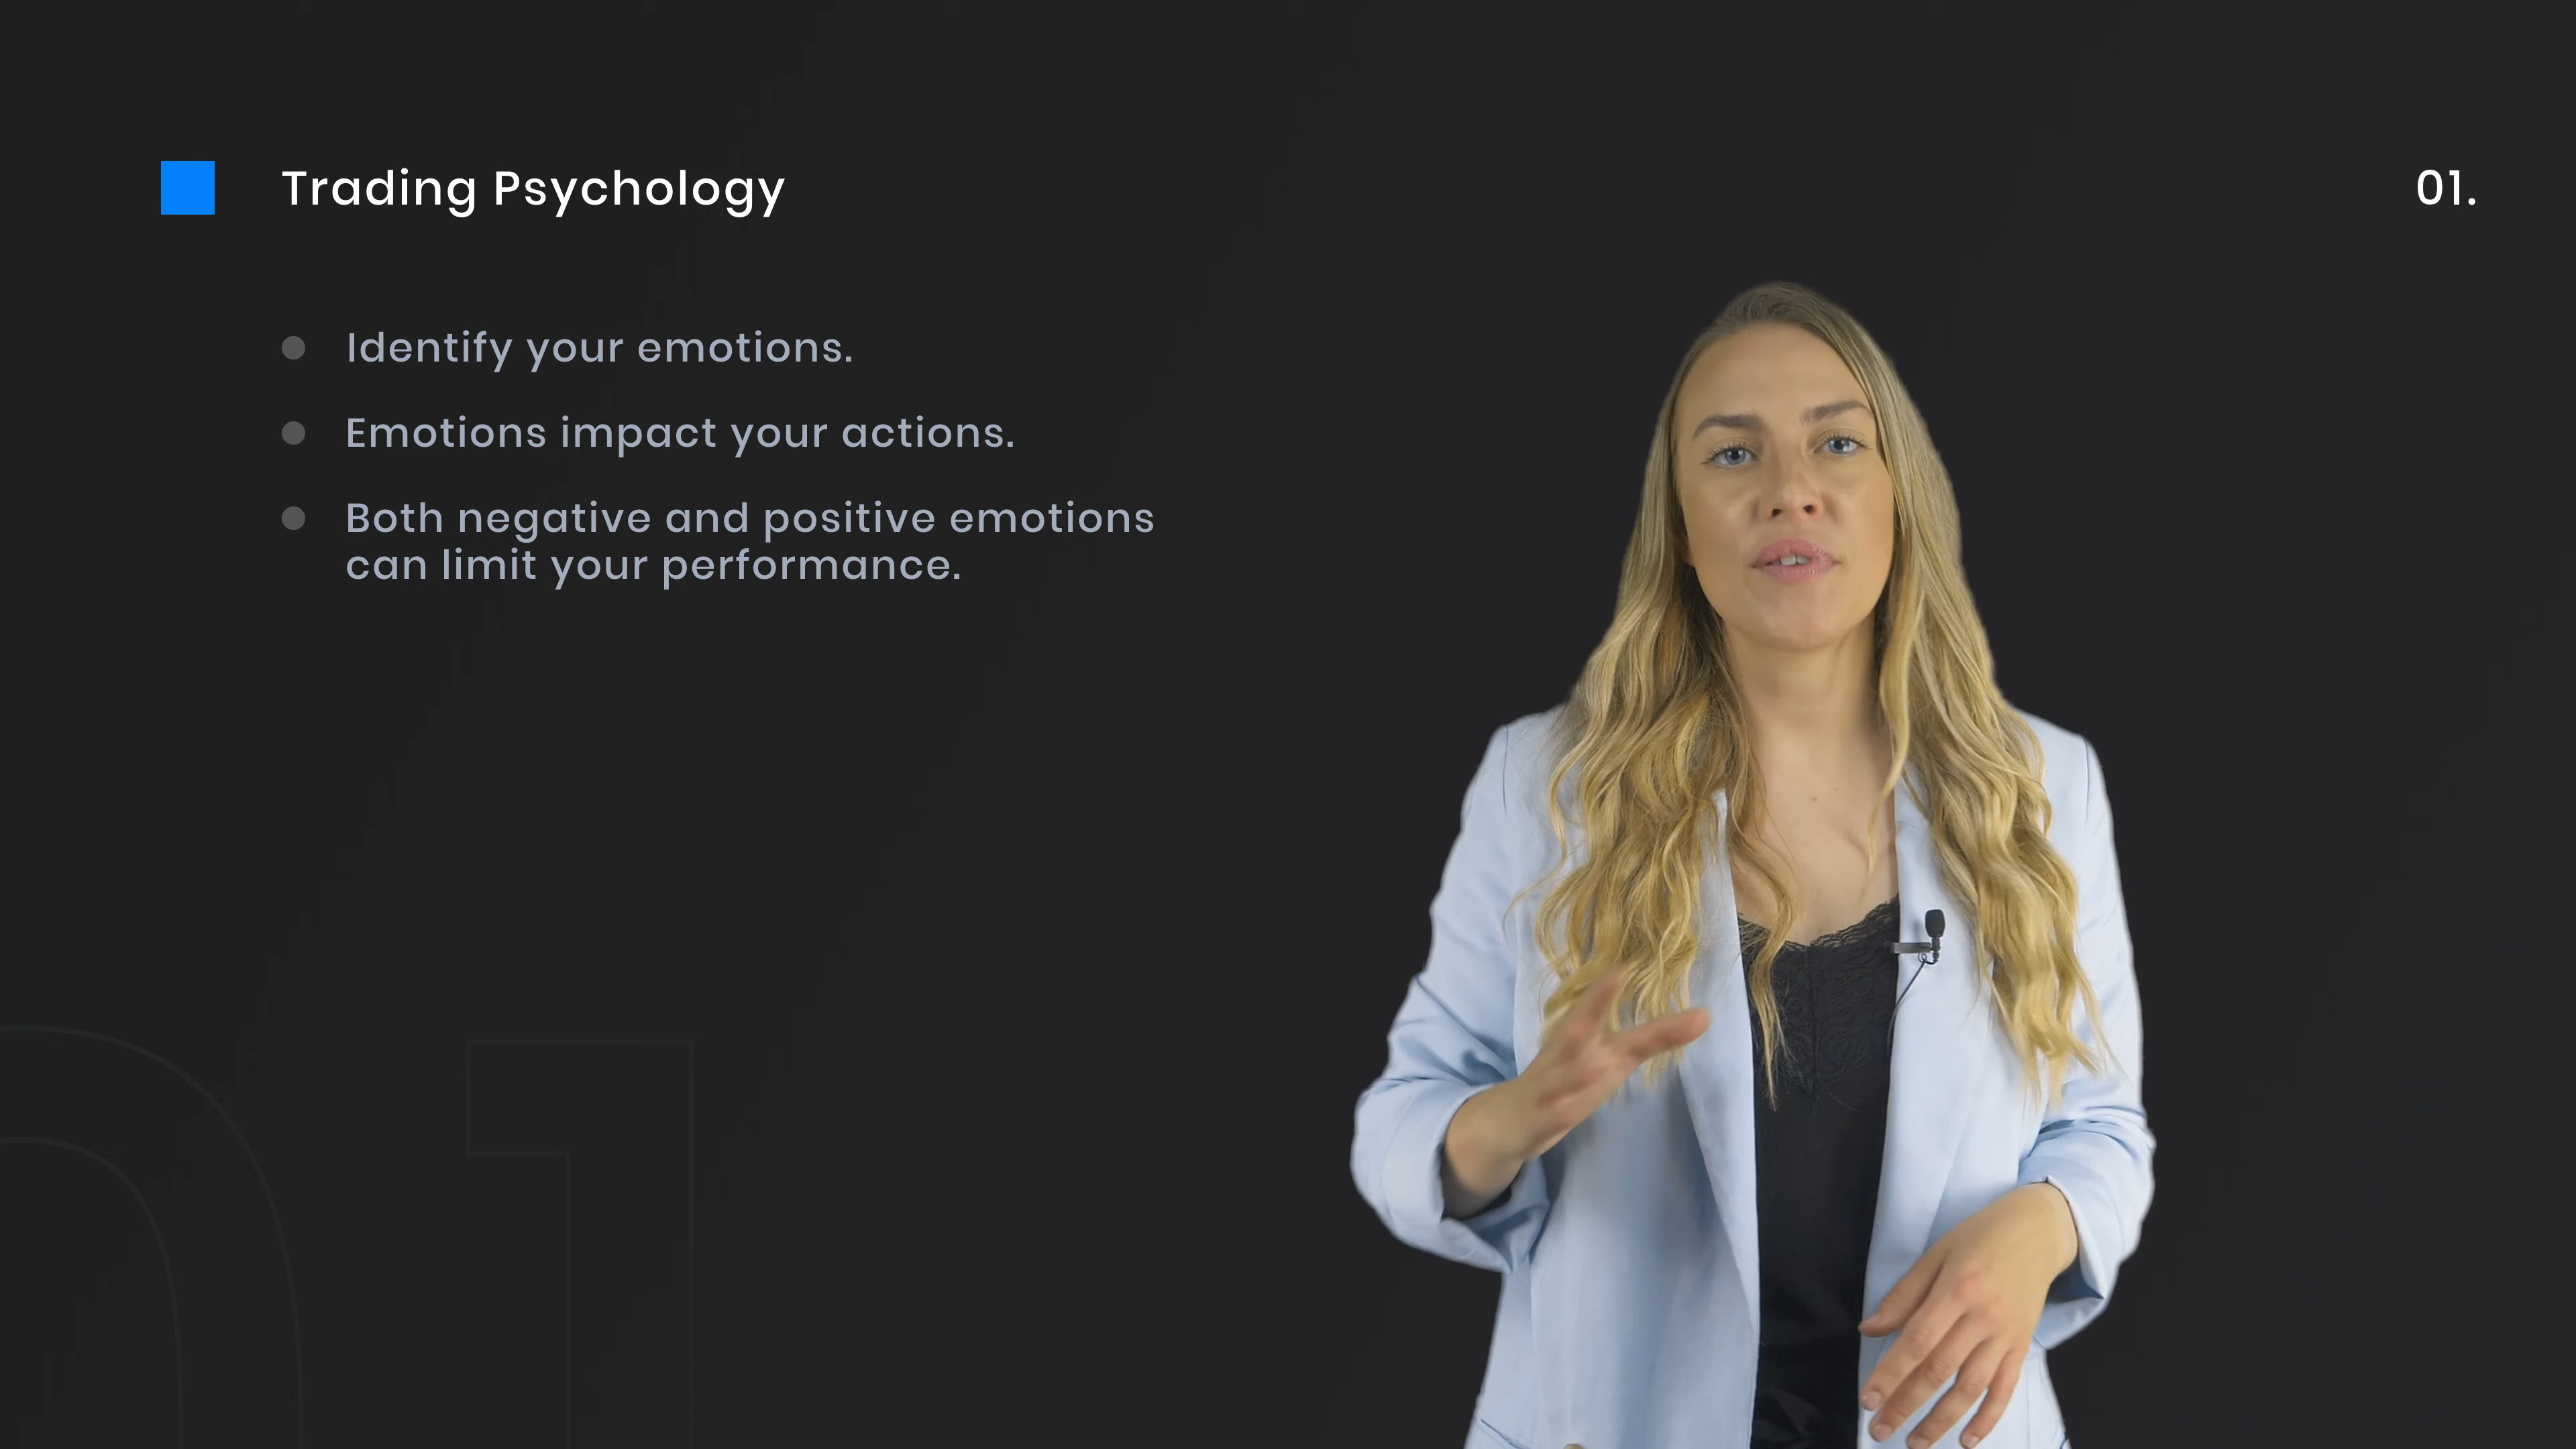 Trading Psychology
01.
Identify your emotions.
Emotions impact your actions.
Both negative and positive emotions
can limit your performance.
01